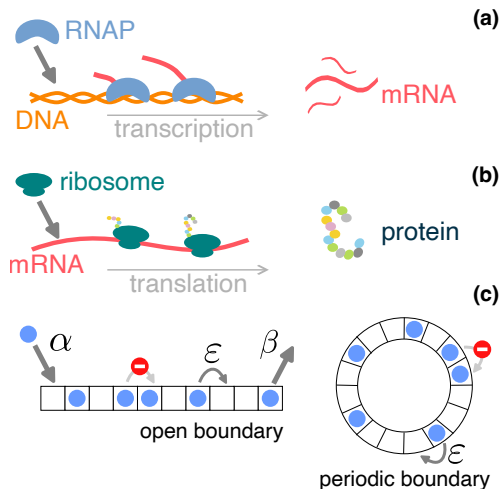 (a)
RNAP
DNA
transcription
mRNA
(b)
ribosome
mRNA
translation
protein
(c)
α
ε
β
open boundary
ε
periodic boundary